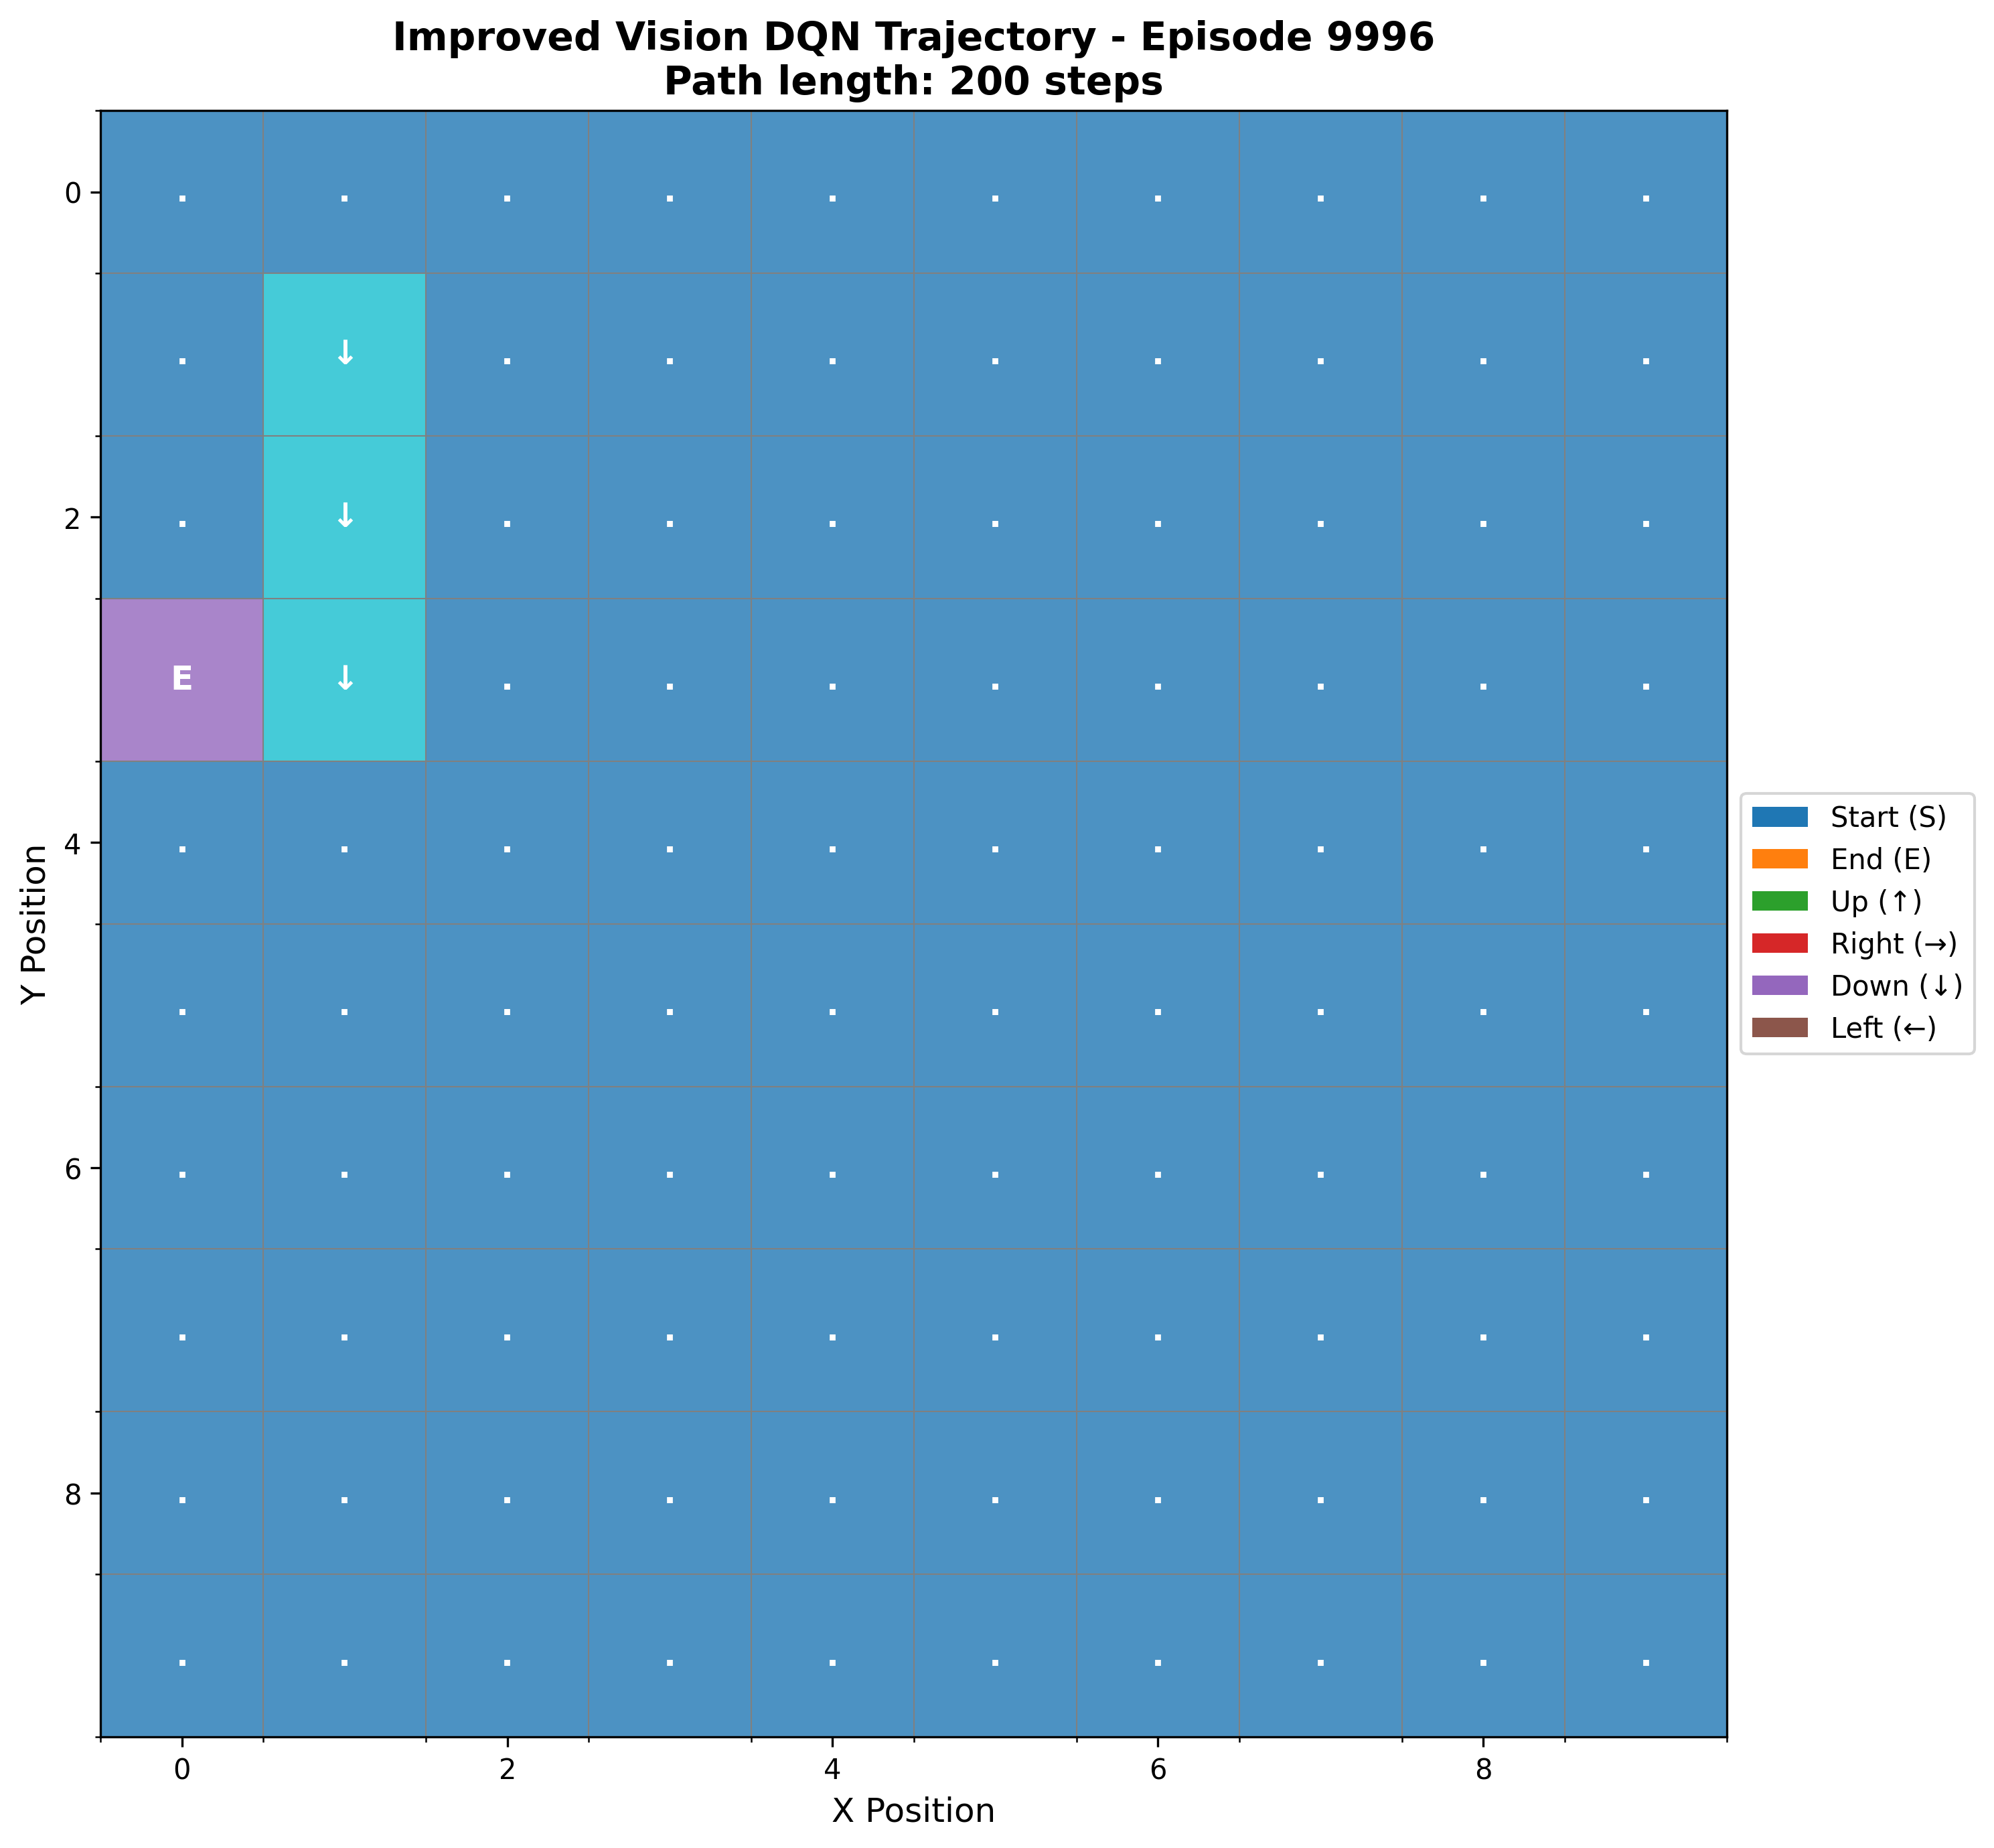 Improved Vision DQN Trajectory - Episode 9996
Path length: 200 steps
0
↓
2
↓
E ↓
4
6
8
0 2 4 6 8
X Position
Y Position
Start (S)
End (E)
Up (↑)
Right (→)
Down (↓)
Left (←)